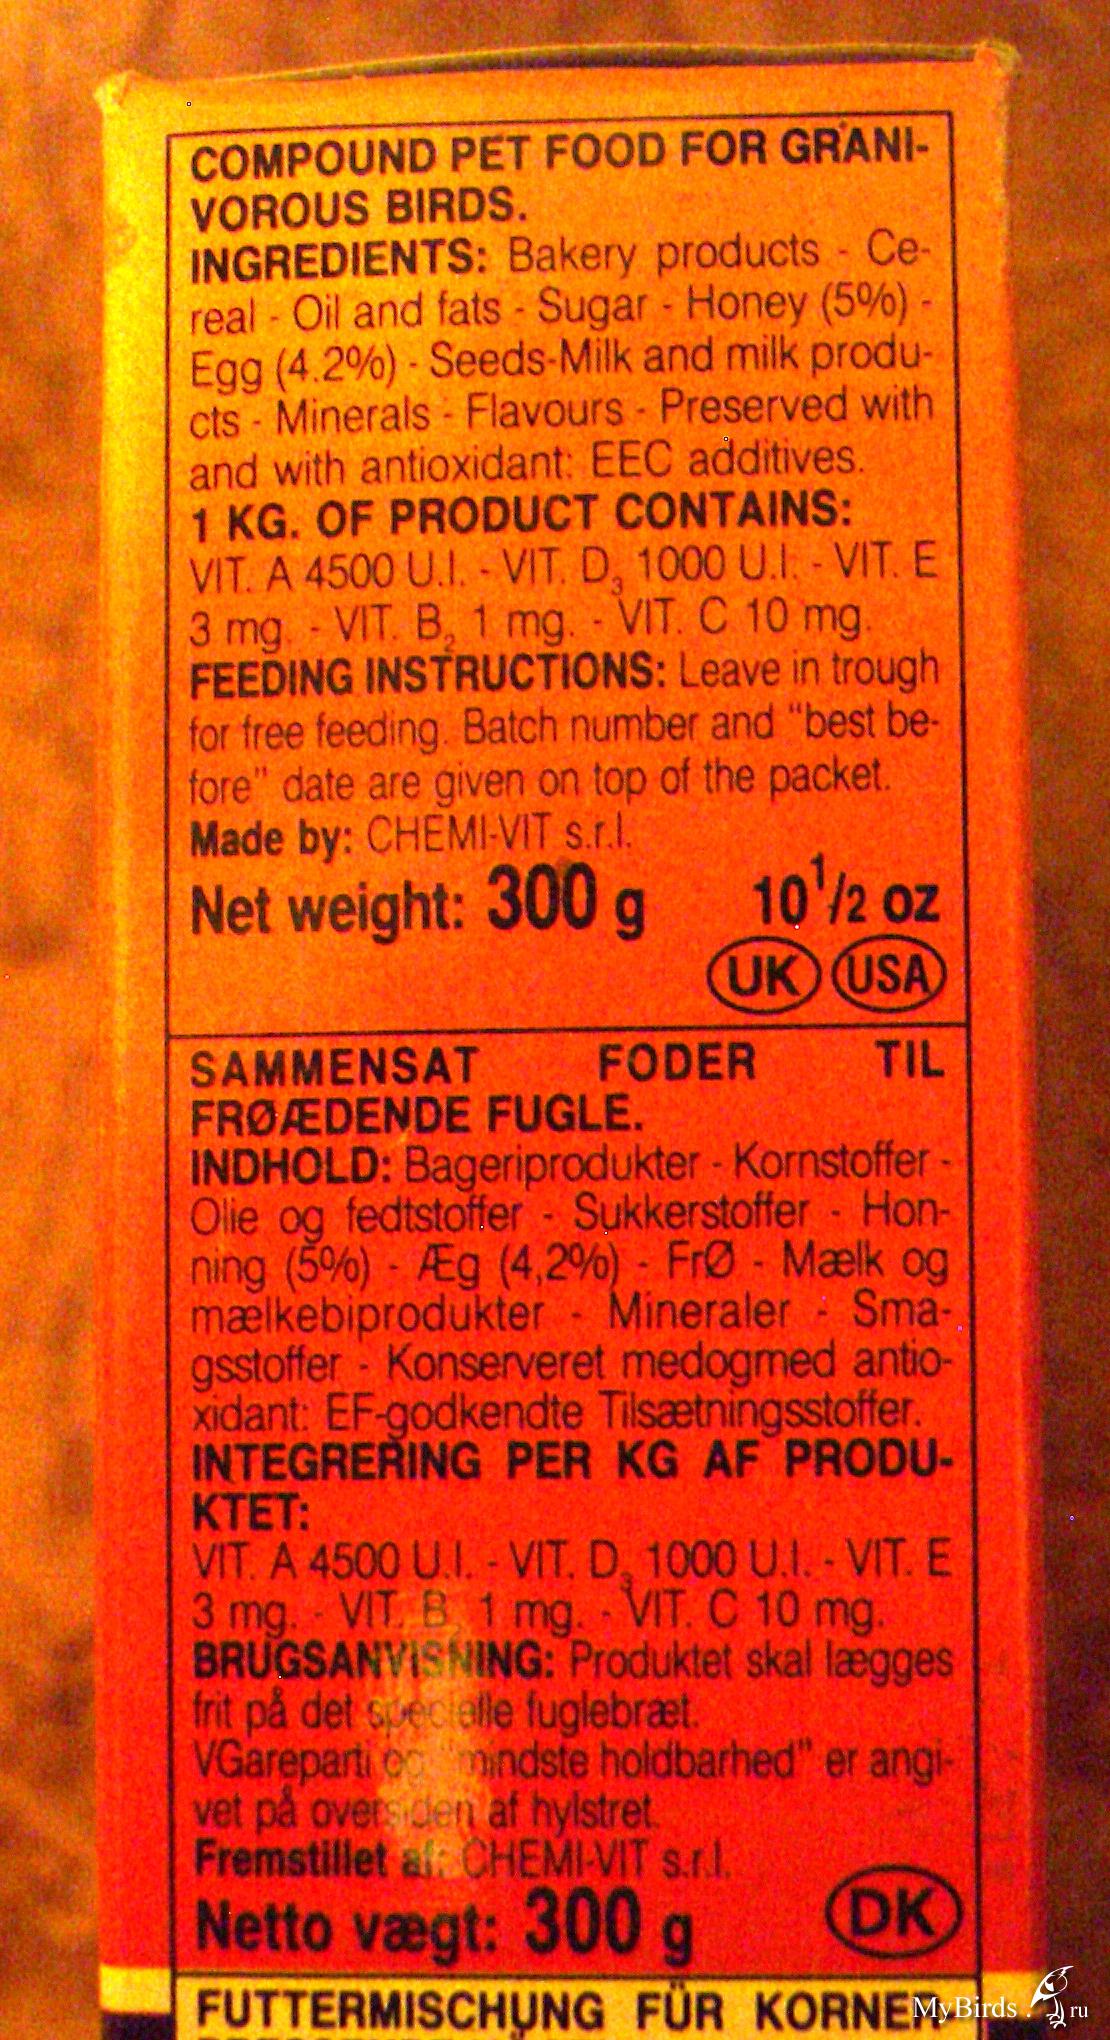 COMPOUND PET FOOD FOR GRANI-
VOROUS BIRDS.
INGREDIENTS: Bakery products - Ce-
real - Oil and fats - Sugar - Honey (5%) -
Egg (4.2%) - Seeds-Milk and milk produ-
cts - Minerals - Flavours - Preserved with
and with antioxidant: EEC additives.
1 KG. OF PRODUCT CONTAINS:
VIT. A 4500 U.I. - VIT. D₃ 1000 U.I. - VIT. E
3 mg. - VIT. B₂ 1 mg. - VIT. C 10 mg.
FEEDING INSTRUCTIONS: Leave in trough
for free feeding. Batch number and "best be-
fore" date are given on top of the packet.
Made by: CHEMI-VIT s.r.l.
Net weight: 300 g 10 1/2 oz
UK USA
SAMMENSAT FODER TIL
FRØÆDENDE FUGLE.
INDHOLD: Bageriprodukter - Kornstoffer -
Olie og fedtstoffer - Sukkerstoffer - Hon-
ning (5%) - Æg (4,2%) - FrØ - Mælk og
mælkebiprodukter - Mineraler - Sma-
gsstoffer - Konserveret medogmed antio-
xidant: EF-godkendte Tilsætningsstoffer.
INTEGRERING PER KG AF PRODU-
KTET:
VIT. A 4500 U.I. - VIT. D₃ 1000 U.I. - VIT. E
3 mg. - VIT. B 1 mg. - VIT. C 10 mg.
BRUGSANVISNING: Produktet skal lægges
frit på det specielle fuglebræt.
VGareparti og "mindste holdbarhed" er angi-
vet på oversiden af hylstret.
Fremstillet af: CHEMI-VIT s.r.l.
Netto vægt: 300 g DK
FUTTERMISCHUNG FÜR KORNE
MyBirds.ru